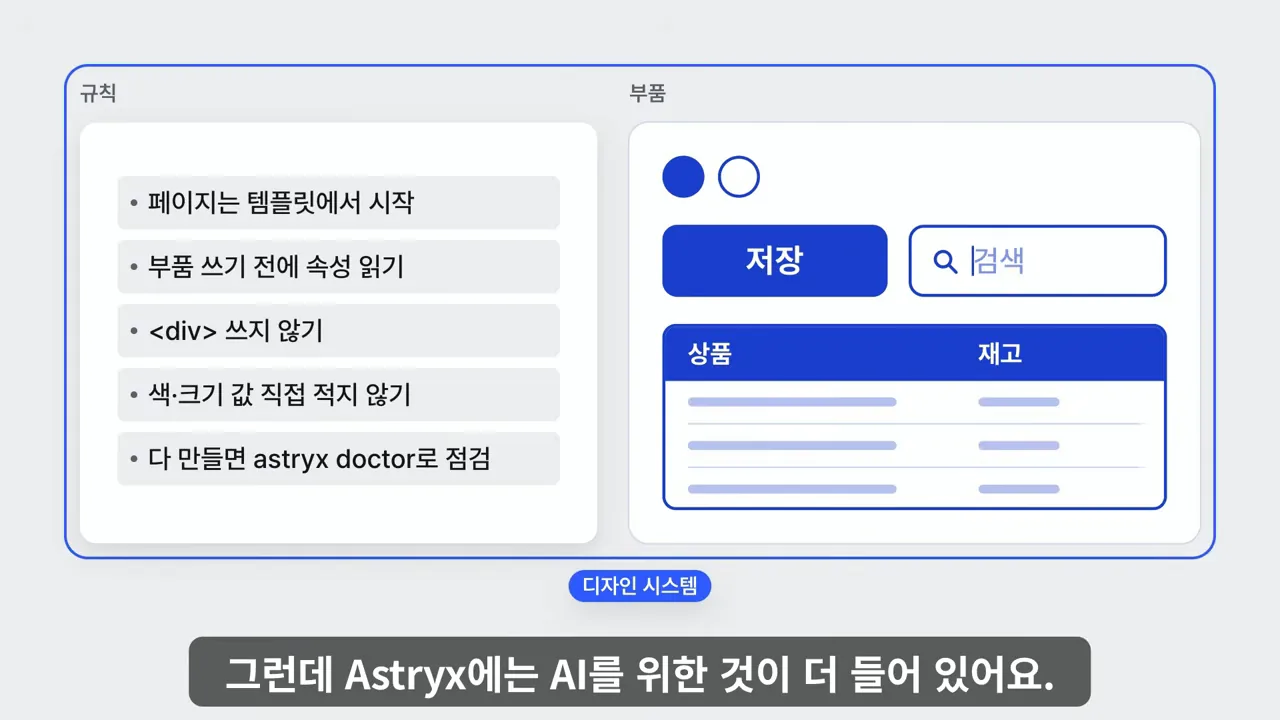 규칙
• 페이지는 템플릿에서 시작
• 부품 쓰기 전에 속성 읽기
• <div> 쓰지 않기
• 색·크기 값 직접 적지 않기
• 다 만들면 astryx doctor로 점검
부품
저장
검색
상품 재고
디자인 시스템
그런데 Astryx에는 AI를 위한 것이 더 들어 있어요.